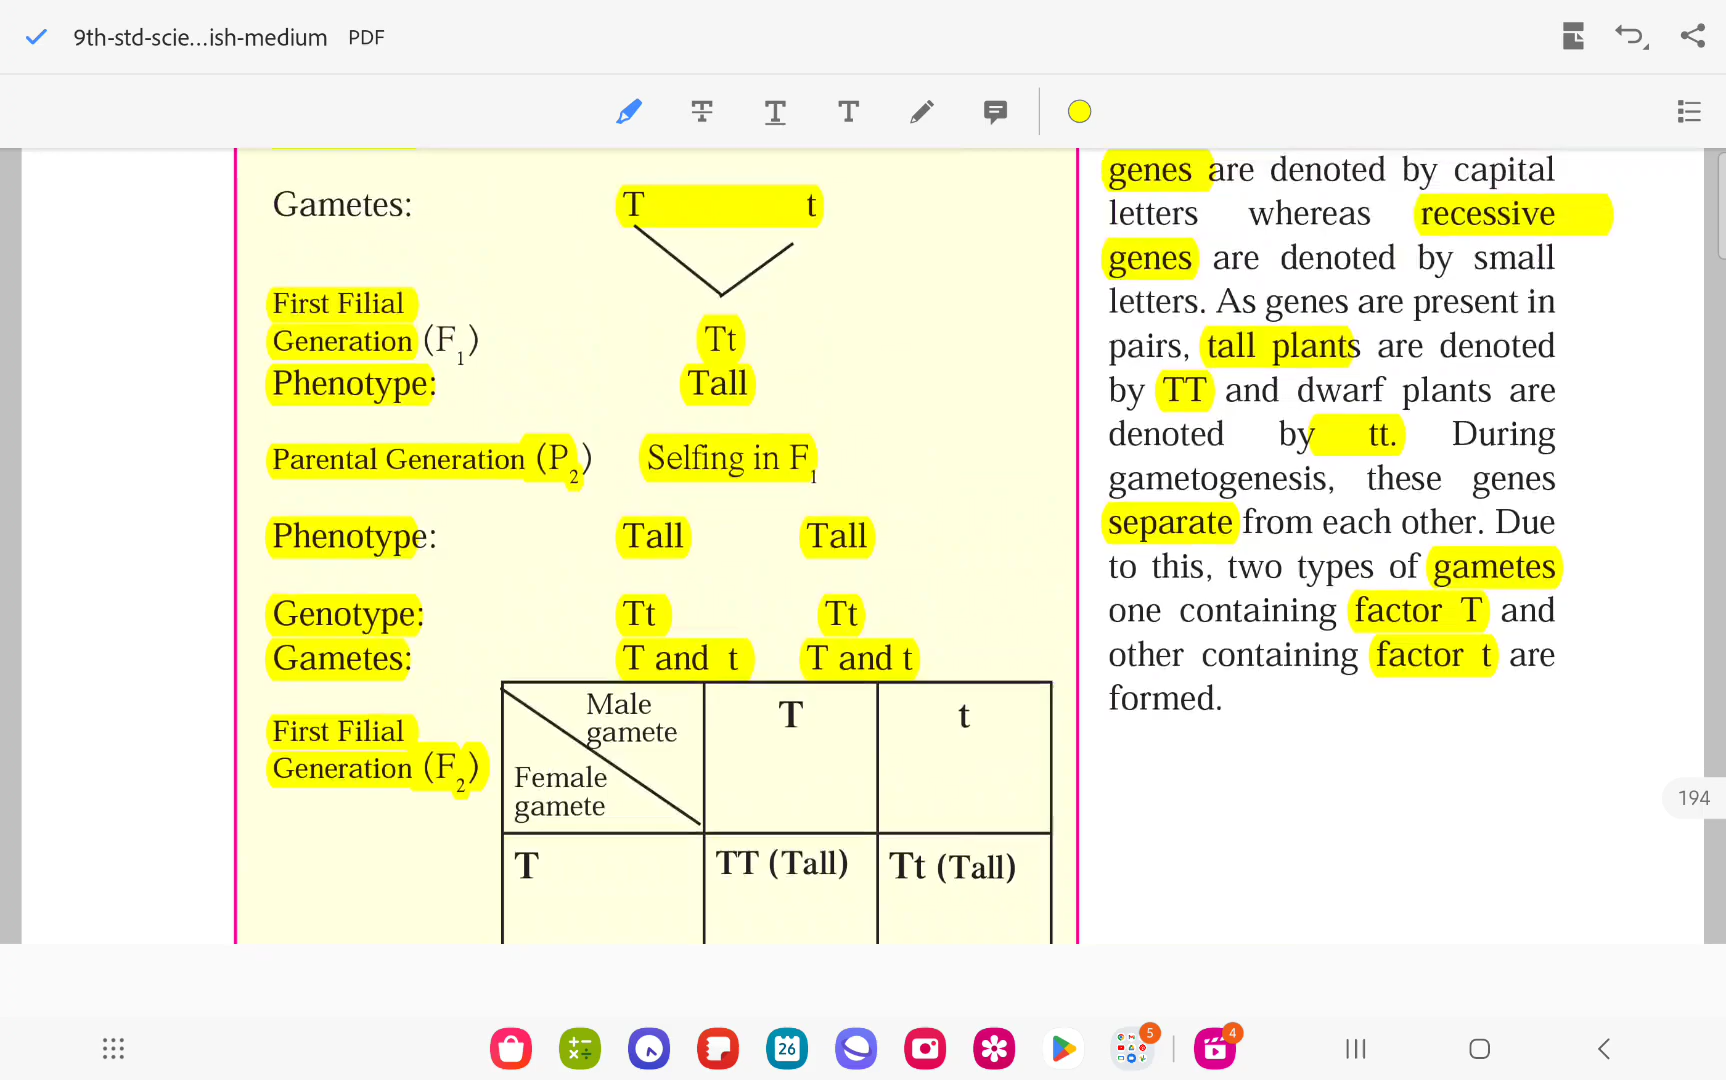 9th-std-scie...ish-medium PDF
Gametes: T t
First Filial
Generation (F1) Tt
Phenotype: Tall
Parental Generation (P2) Selfing in F1
Phenotype: Tall Tall
Genotype: Tt Tt
Gametes: T and t T and t
First Filial
Generation (F2)
Male
gamete
Female
gamete
T t
T TT (Tall) Tt (Tall)
genes are denoted by capital
letters whereas recessive
genes are denoted by small
letters. As genes are present in
pairs, tall plants are denoted
by TT and dwarf plants are
denoted by tt. During
gametogenesis, these genes
separate from each other. Due
to this, two types of gametes
one containing factor T and
other containing factor t are
formed.
194
26
5
4